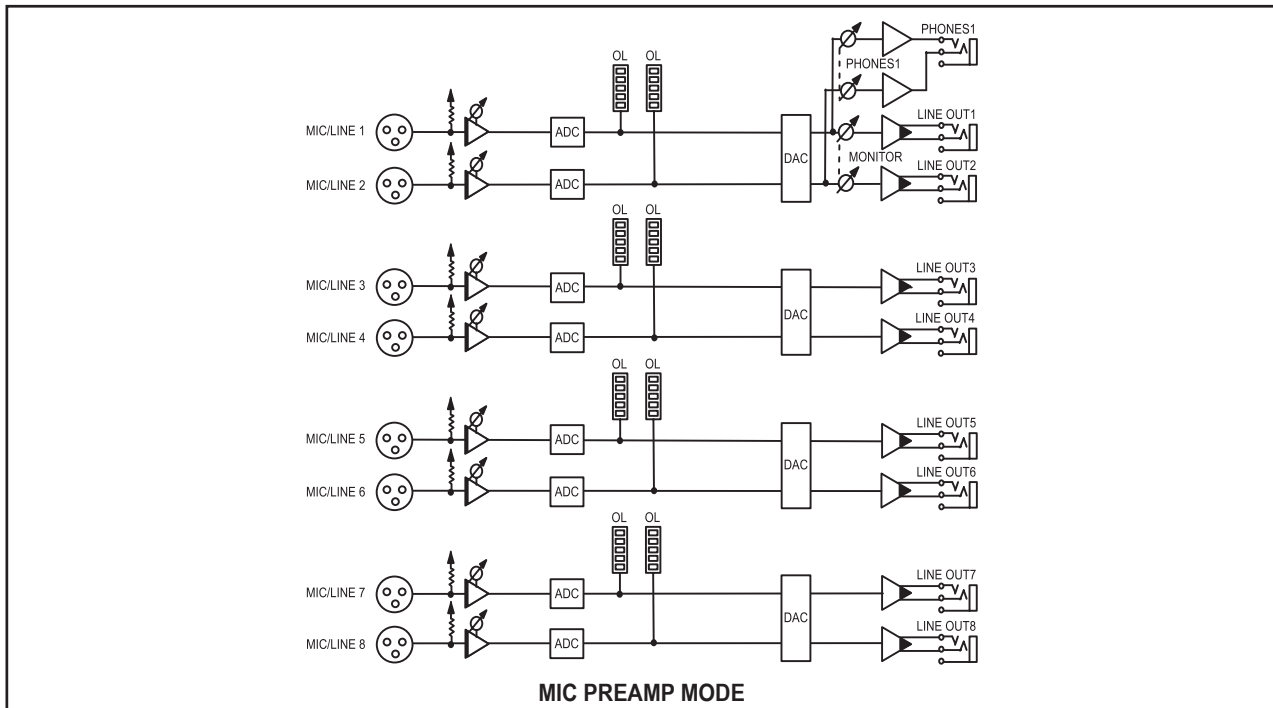 PHONES1
OL OL
PHONES1
MIC/LINE 1 ADC LINE OUT1
DAC MONITOR
MIC/LINE 2 ADC LINE OUT2
OL OL
MIC/LINE 3 ADC LINE OUT3
DAC
MIC/LINE 4 ADC LINE OUT4
OL OL
MIC/LINE 5 ADC LINE OUT5
DAC
MIC/LINE 6 ADC LINE OUT6
OL OL
MIC/LINE 7 ADC LINE OUT7
DAC
MIC/LINE 8 ADC LINE OUT8
MIC PREAMP MODE